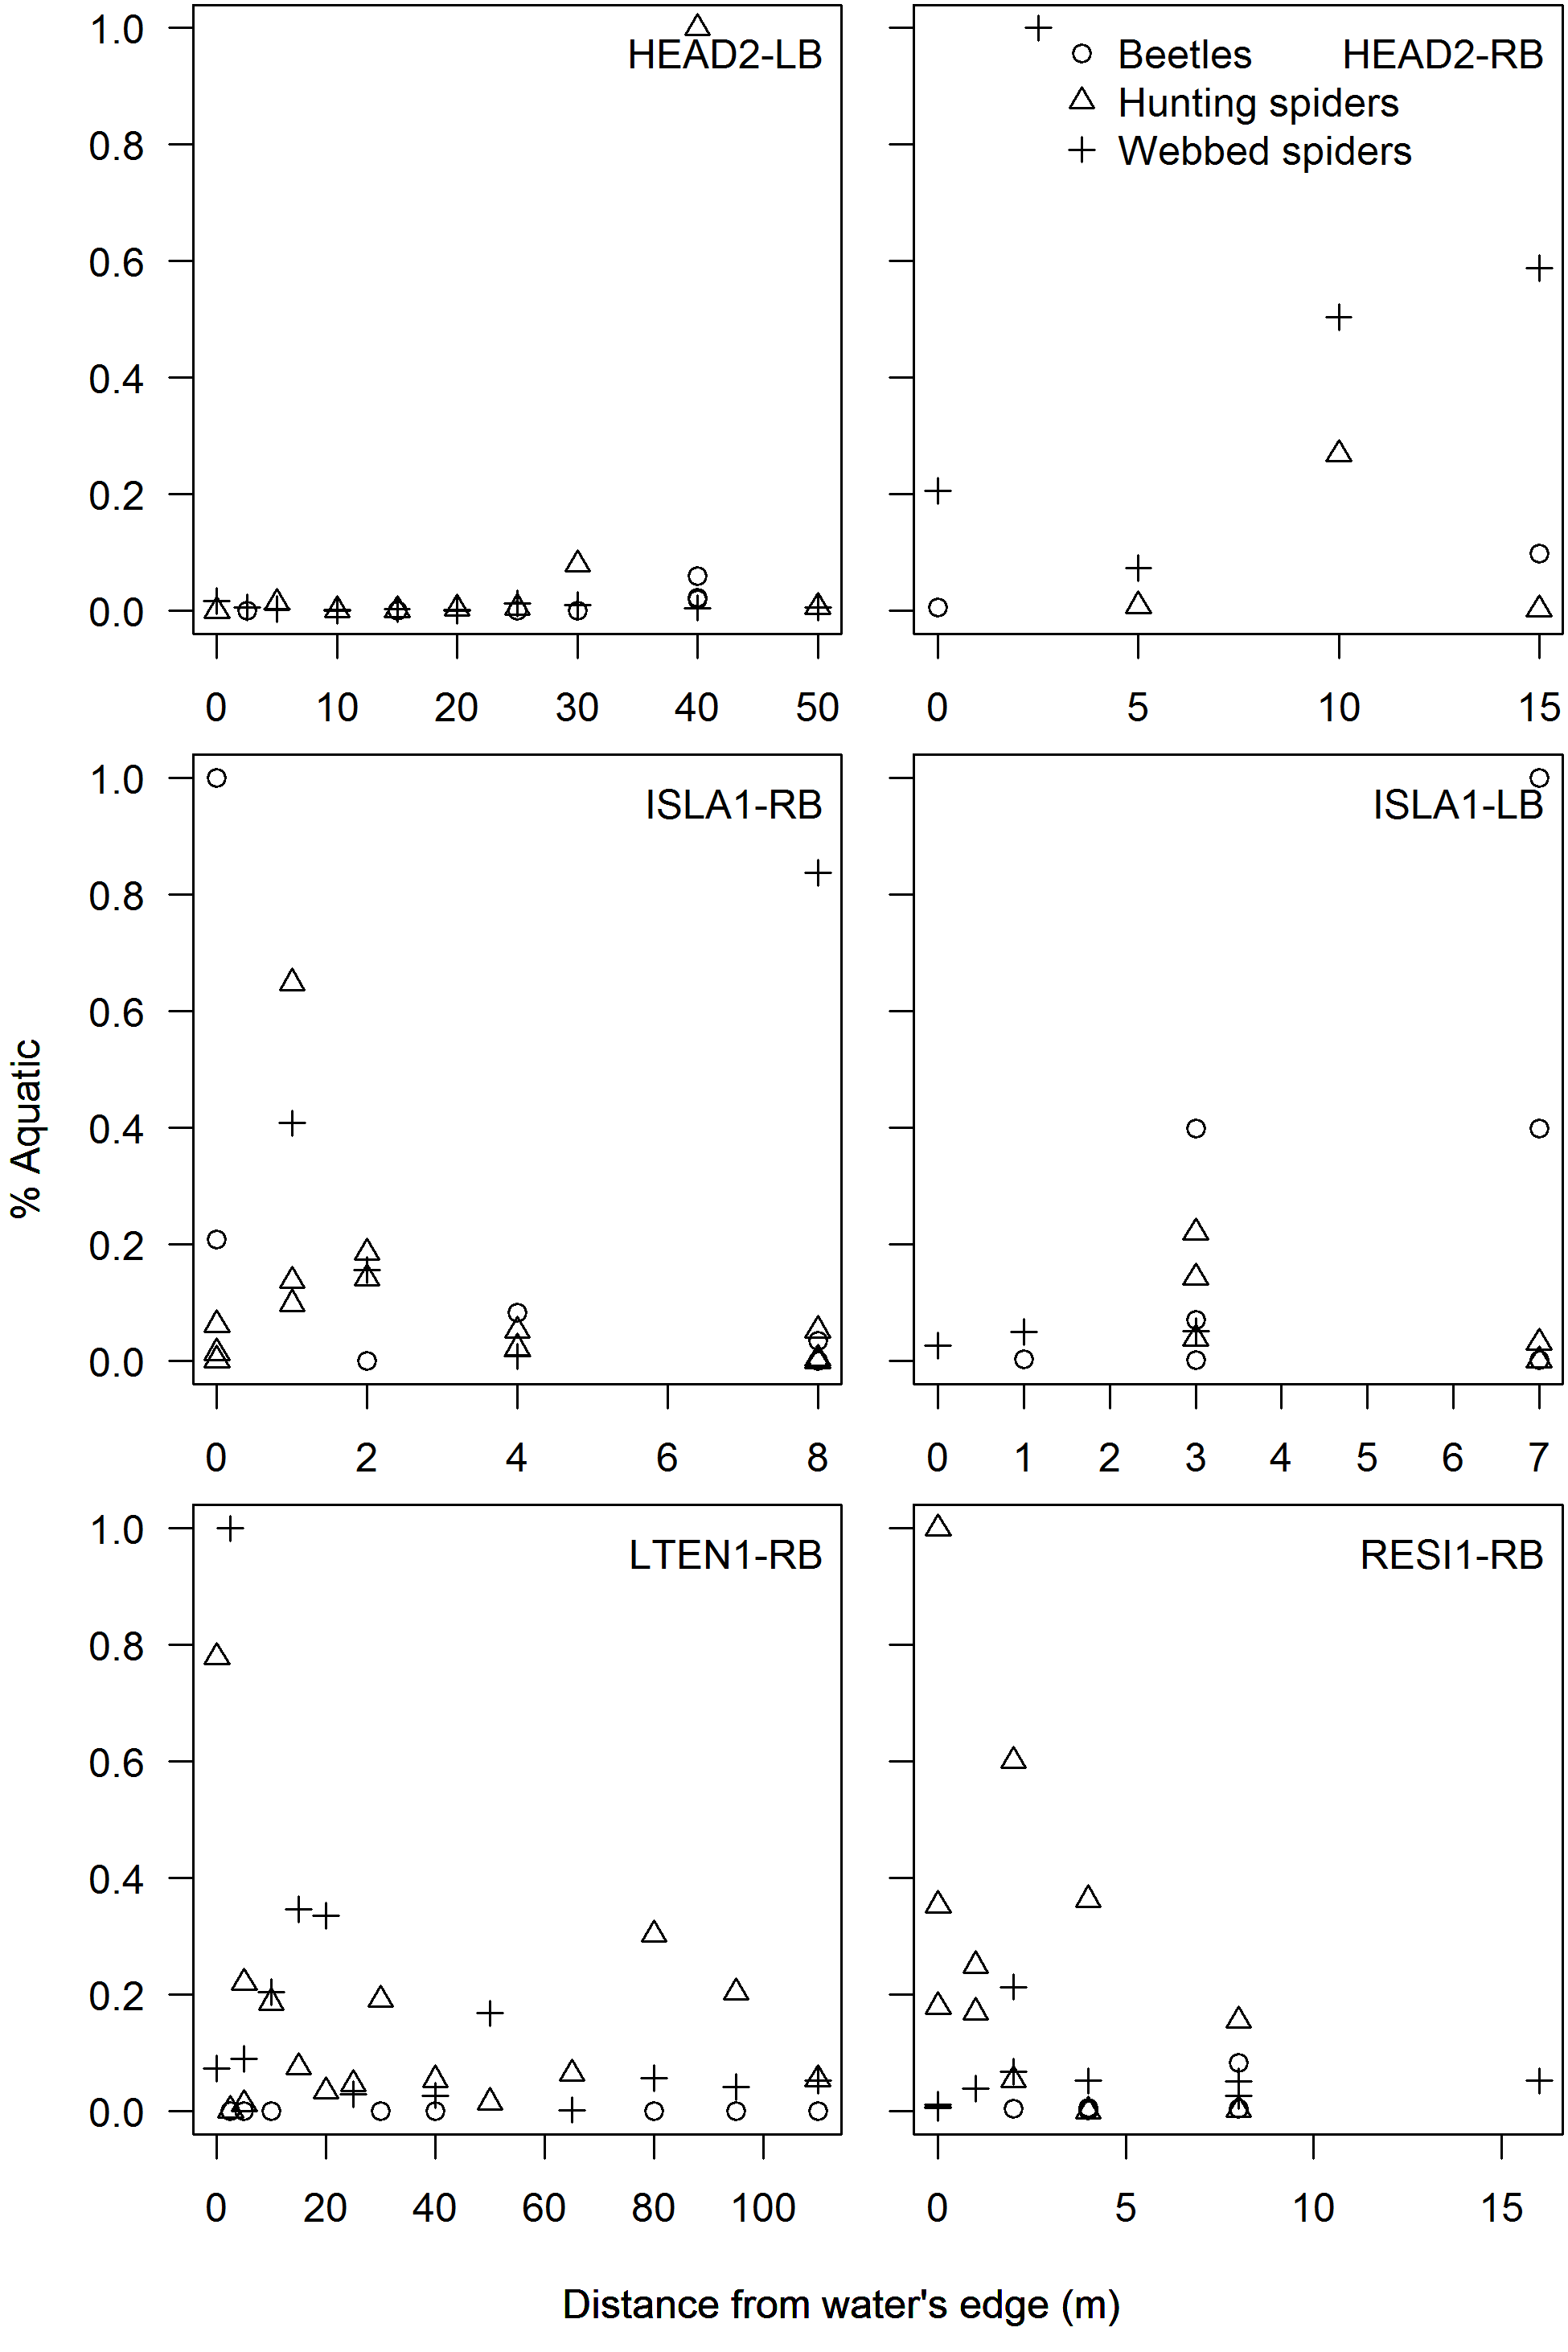 HEAD2-LB
1.0
0.8
0.6
0.4
0.2
0.0
0 10 20 30 40 50
HEAD2-RB
Beetles
Hunting spiders
Webbed spiders
0 5 10 15
ISLA1-RB
1.0
0.8
0.6
0.4
0.2
0.0
0 2 4 6 8
ISLA1-LB
0 1 2 3 4 5 6 7
LTEN1-RB
1.0
0.8
0.6
0.4
0.2
0.0
0 20 40 60 80 100
RESI1-RB
0 5 10 15
% Aquatic
Distance from water's edge (m)